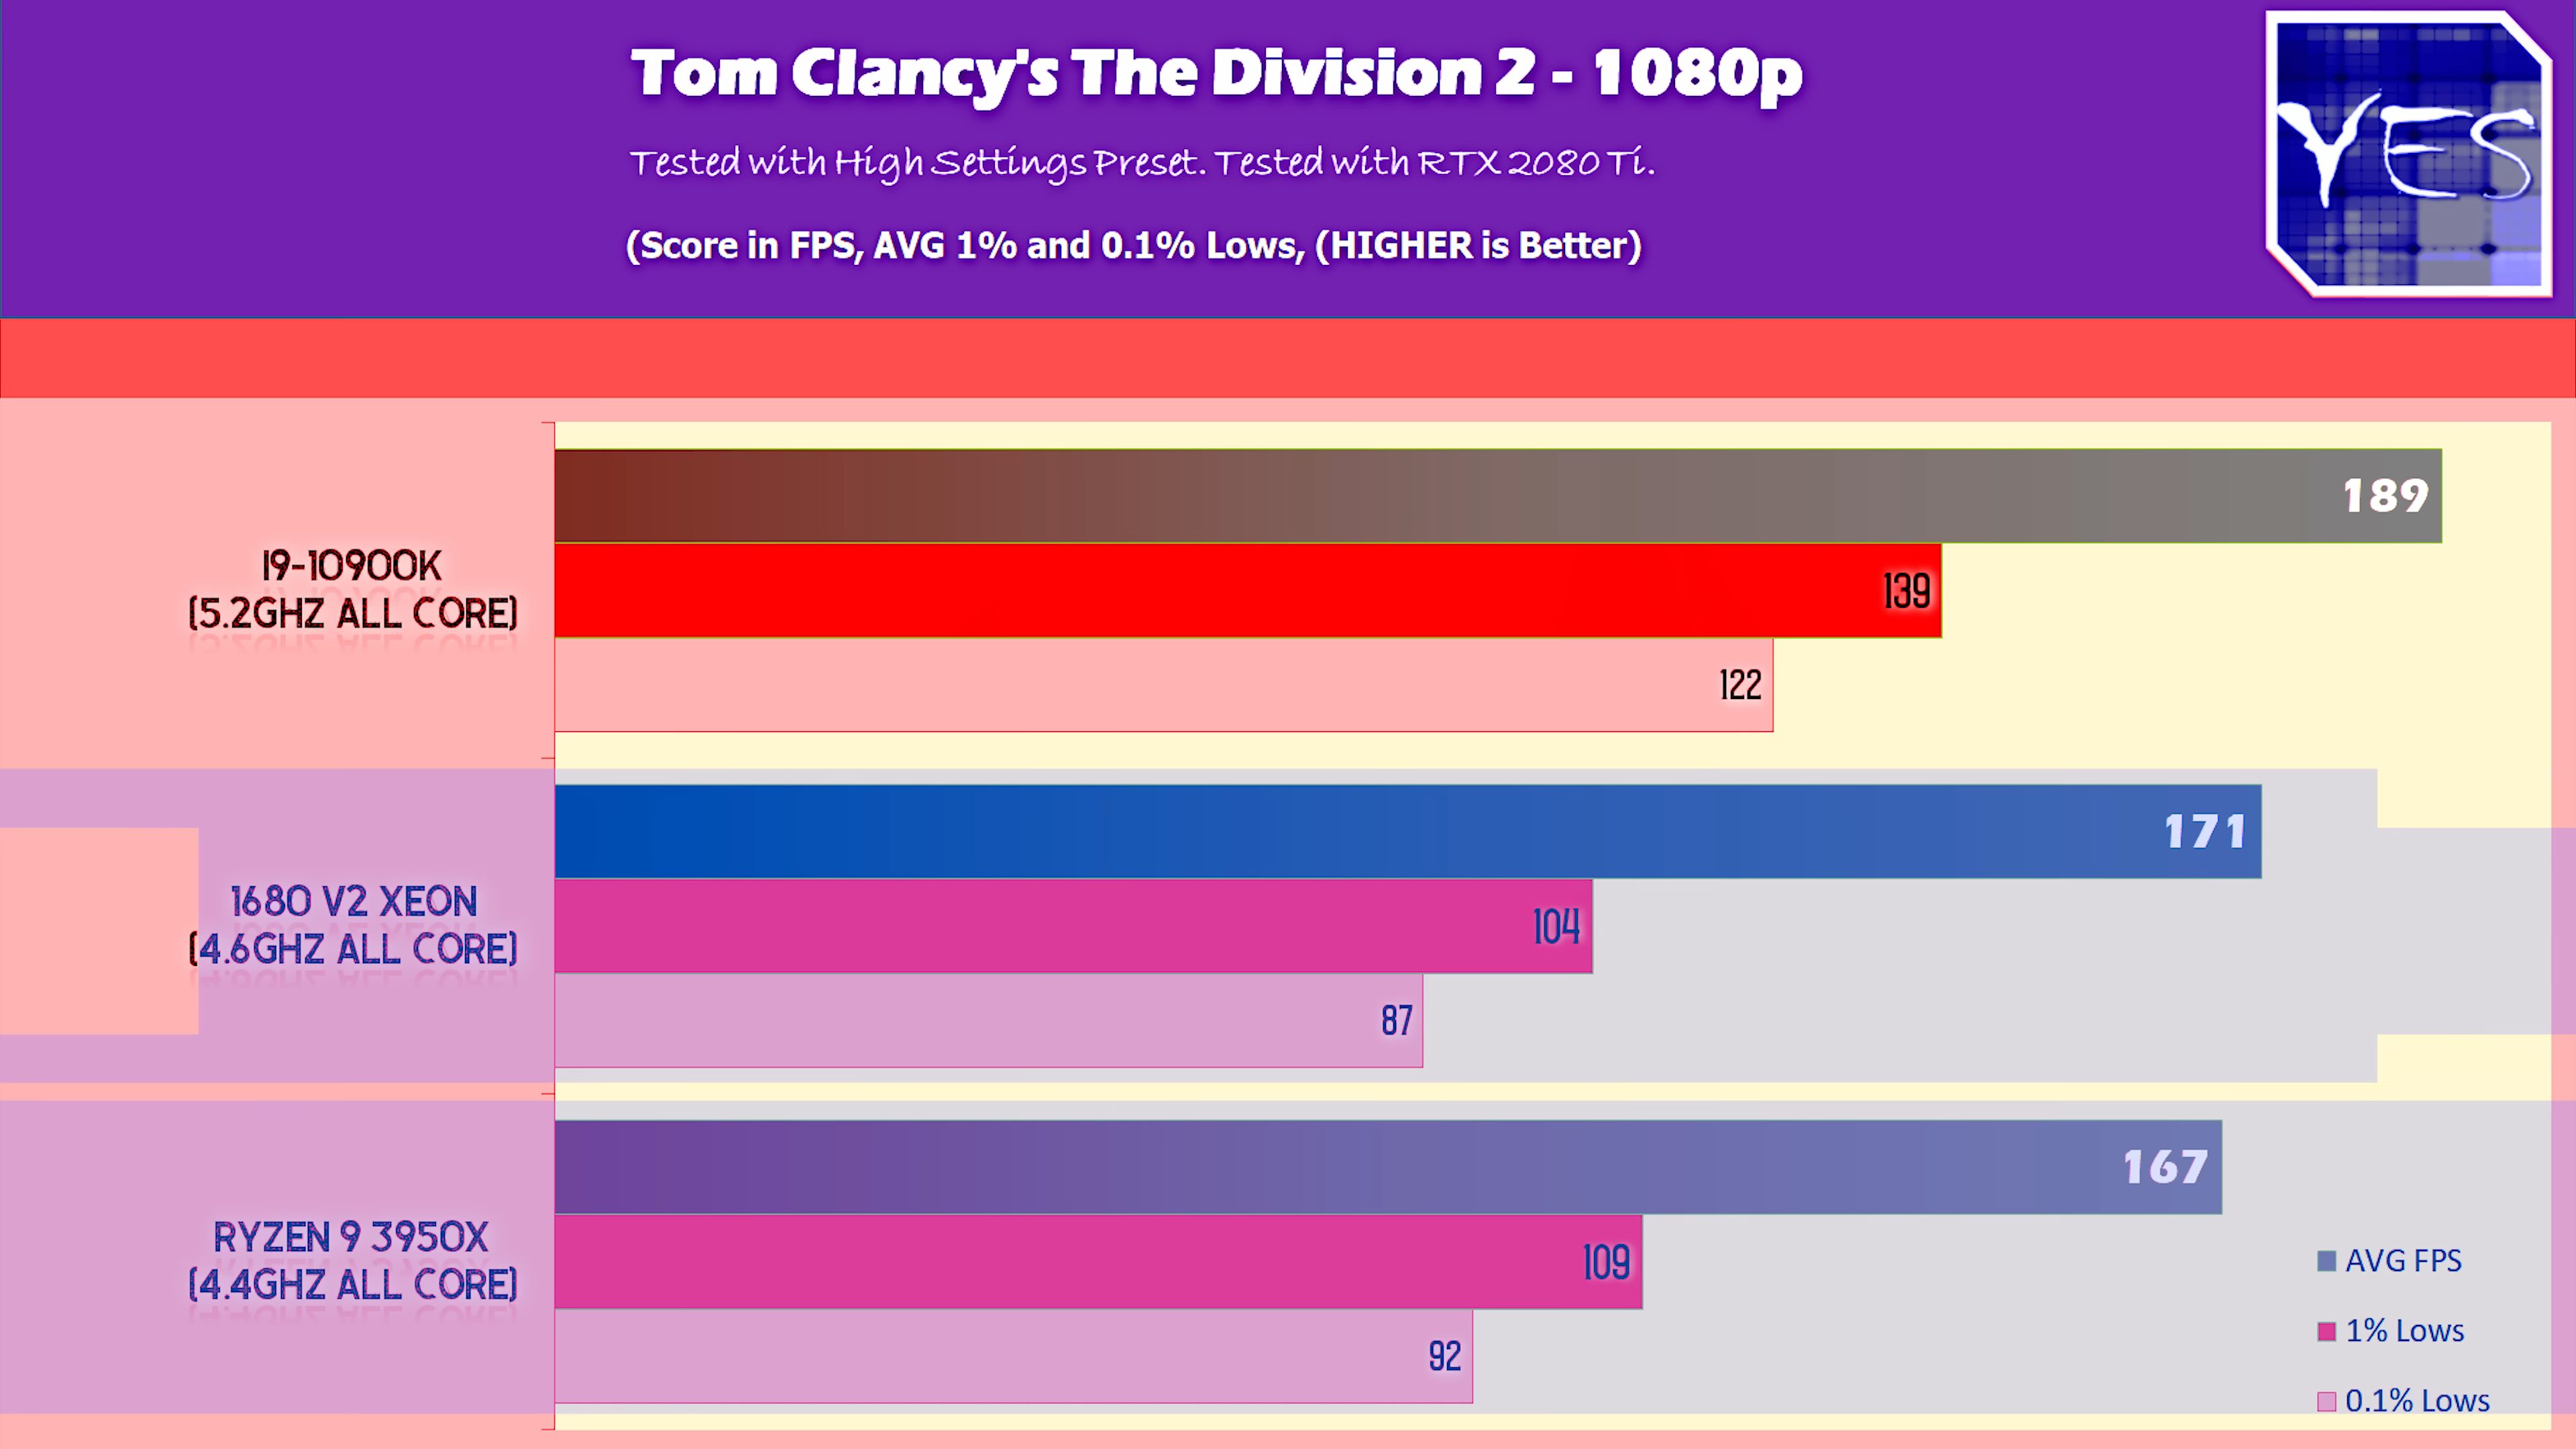 Tom Clancy's The Division 2 - 1080p
Tested with High Settings Preset. Tested with RTX 2080 Ti.
(Score in FPS, AVG 1% and 0.1% Lows, (HIGHER is Better)
YES
I9-10900K
(5.2GHZ ALL CORE)
189
139
122
1680 V2 XEON
(4.6GHZ ALL CORE)
171
104
87
RYZEN 9 3950X
(4.4GHZ ALL CORE)
167
109
92
AVG FPS
1% Lows
0.1% Lows